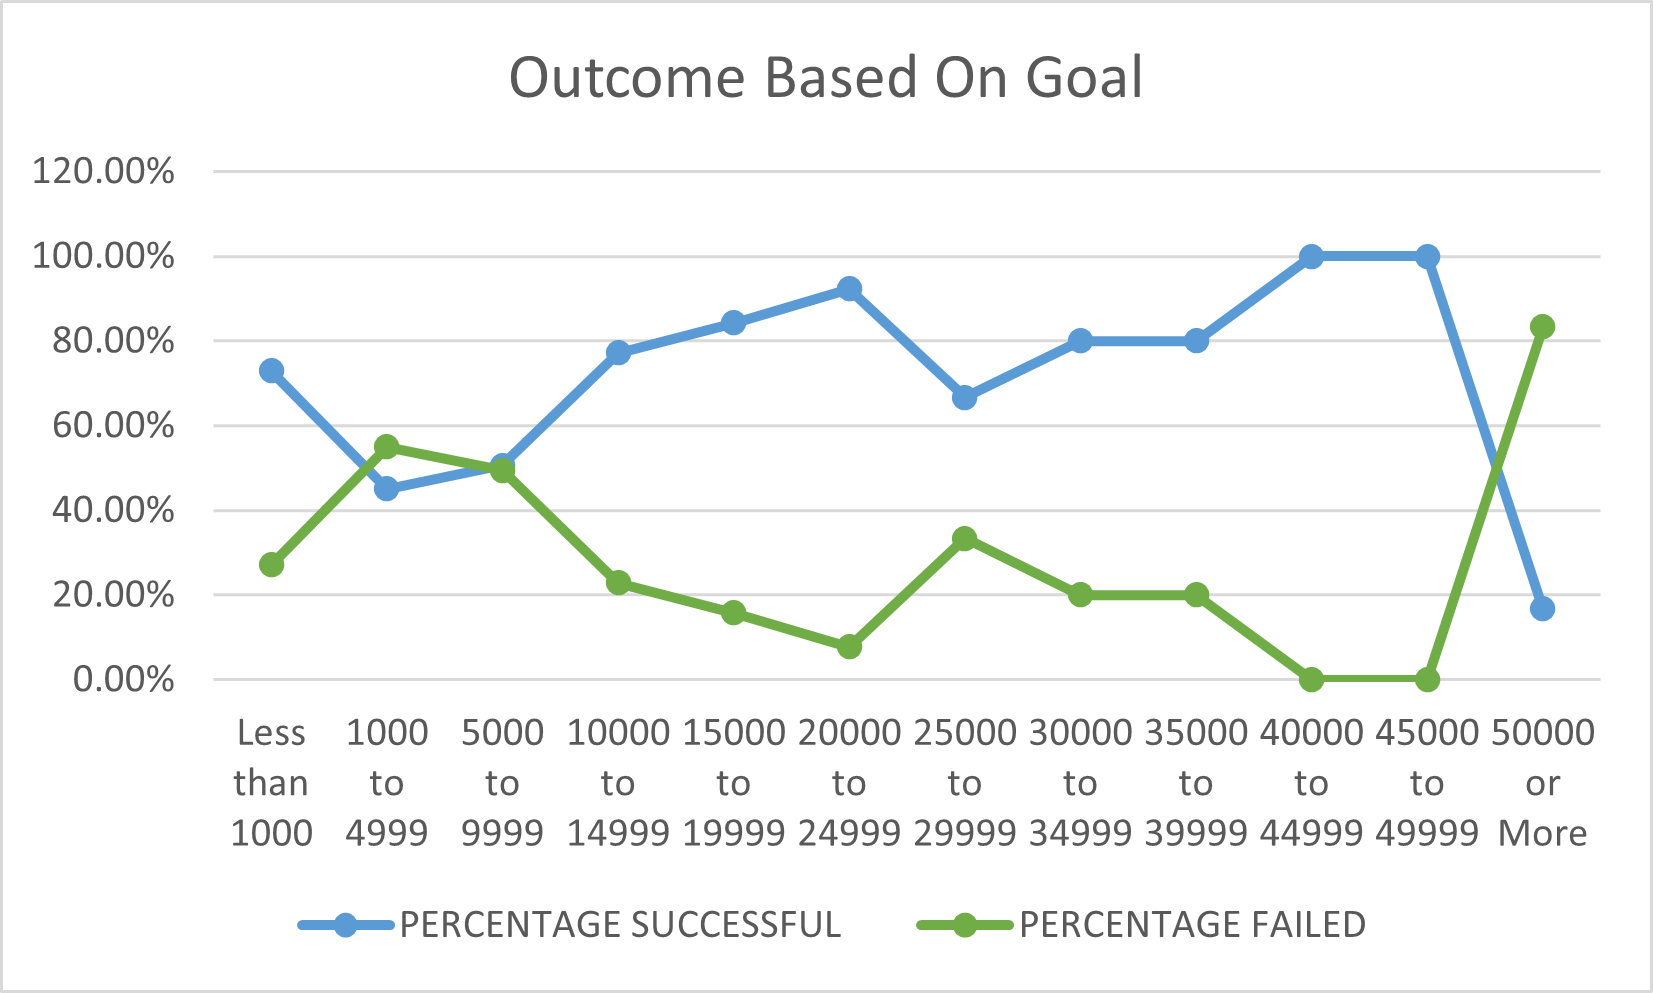 Outcome Based On Goal
120.00%
100.00%
80.00%
60.00%
40.00%
20.00%
0.00%
Less than 1000
1000 to 4999
5000 to 9999
10000 to 14999
15000 to 19999
20000 to 24999
25000 to 29999
30000 to 34999
35000 to 39999
40000 to 44999
45000 to 49999
50000 or More
PERCENTAGE SUCCESSFUL
PERCENTAGE FAILED